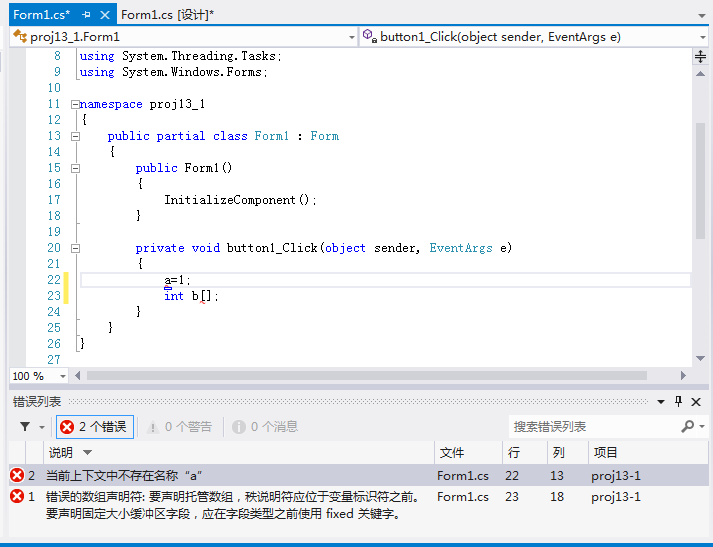 Form1.cs* Form1.cs [设计]*
proj13_1.Form1 button1_Click(object sender, EventArgs e)
8 using System.Threading.Tasks;
9 using System.Windows.Forms;
10
11 namespace proj13_1
12 {
13 public partial class Form1 : Form
14 {
15 public Form1()
16 {
17 InitializeComponent();
18 }
19
20 private void button1_Click(object sender, EventArgs e)
21 {
22 a=1;
23 int b[];
24 }
25 }
26 }
27
100 %
错误列表
2 个错误 0 个警告 0 个消息 搜索错误列表
说明 文件 行 列 项目
2 当前上下文中不存在名称“a” Form1.cs 22 13 proj13-1
1 错误的数组声明符: 要声明托管数组，秩说明符应位于变量标识符之前。 Form1.cs 23 18 proj13-1
要声明固定大小缓冲区字段，应在字段类型之前使用 fixed 关键字。